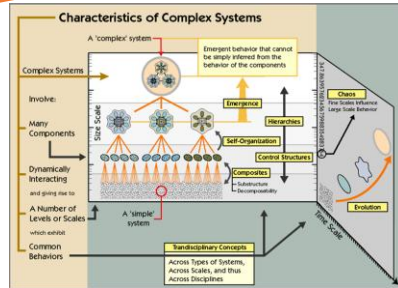 Characteristics of Complex Systems
A 'complex' system
Emergent behavior that cannot
be simply inferred from the
behavior of the components
Complex Systems
Involve:
Many
Components
Dynamically
Interacting
and giving rise to
A Number of
Levels or Scales
which exhibit
Common
Behaviors
Size Scale
Emergence
Hierarchies
Self-Organization
Control Structures
Composites
- Substructure
- Decomposability
A 'simple' system
Chaos
Fine Scales Influence
Large Scale Behavior
Evolution
Time Scale
Transdisciplinary Concepts
Across Types of Systems,
Across Scales, and thus
Across Disciplines